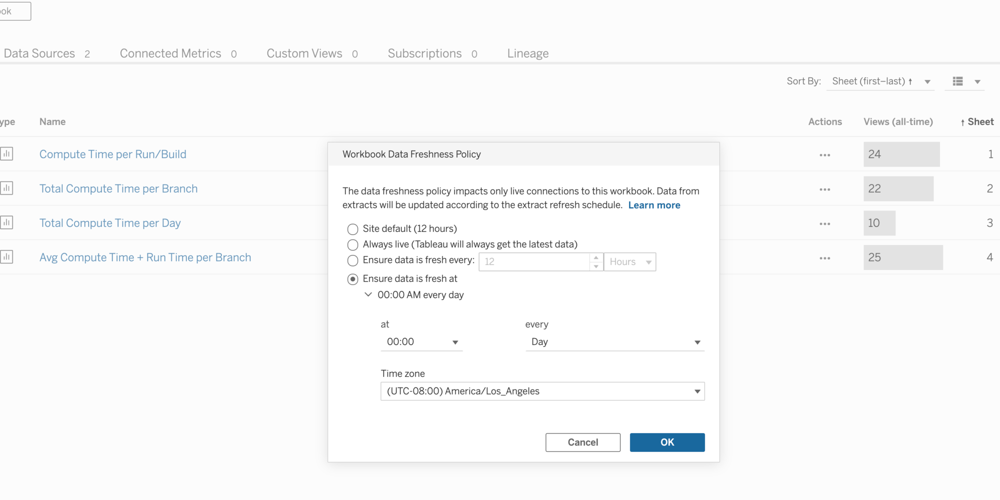 ok
Data Sources 2 Connected Metrics 0 Custom Views 0 Subscriptions 0 Lineage
Sort By: Sheet (first–last) ↑
ype Name Actions Views (all-time) ↑ Sheet
Compute Time per Run/Build ••• 24 1
Total Compute Time per Branch ••• 22 2
Total Compute Time per Day ••• 10 3
Avg Compute Time + Run Time per Branch ••• 25 4
Workbook Data Freshness Policy
The data freshness policy impacts only live connections to this workbook. Data from
extracts will be updated according to the extract refresh schedule. Learn more
Site default (12 hours)
Always live (Tableau will always get the latest data)
Ensure data is fresh every: 12 Hours
Ensure data is fresh at
00:00 AM every day
at every
00:00 Day
Time zone
(UTC-08:00) America/Los_Angeles
Cancel OK